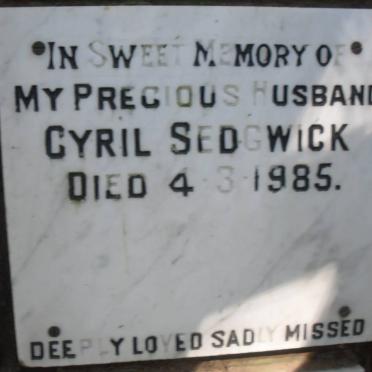 IN SWEET MEMORY OF
MY PRECIOUS HUSBAND
CYRIL SEDGWICK
DIED 4 3 1985.
DEEPLY LOVED SADLY MISSED